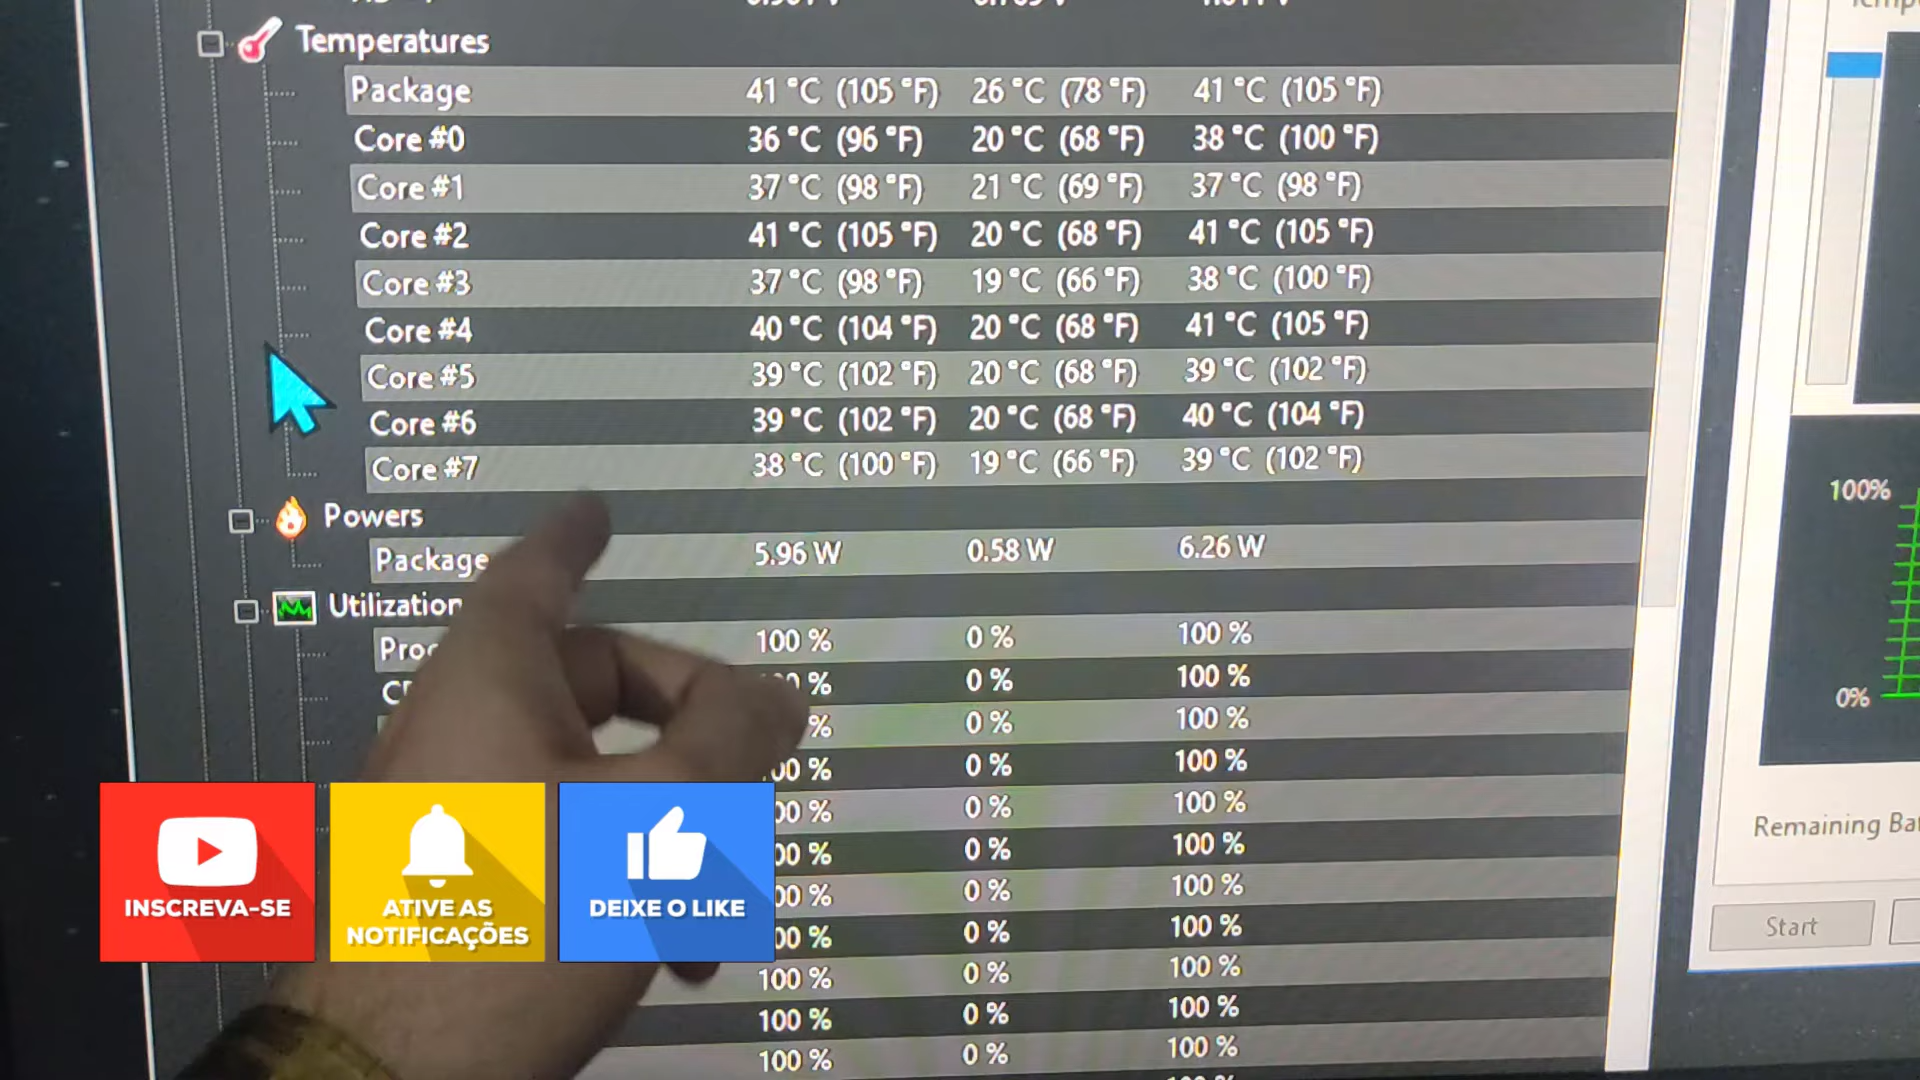 Temperatures
Package 41 °C (105 °F) 26 °C (78 °F) 41 °C (105 °F)
Core #0 36 °C (96 °F) 20 °C (68 °F) 38 °C (100 °F)
Core #1 37 °C (98 °F) 21 °C (69 °F) 37 °C (98 °F)
Core #2 41 °C (105 °F) 20 °C (68 °F) 41 °C (105 °F)
Core #3 37 °C (98 °F) 19 °C (66 °F) 38 °C (100 °F)
Core #4 40 °C (104 °F) 20 °C (68 °F) 41 °C (105 °F)
Core #5 39 °C (102 °F) 20 °C (68 °F) 39 °C (102 °F)
Core #6 39 °C (102 °F) 20 °C (68 °F) 40 °C (104 °F)
Core #7 38 °C (100 °F) 19 °C (66 °F) 39 °C (102 °F)
Powers
Package 5.96 W 0.58 W 6.26 W
Utilization
100 % 0 % 100 %
% 0 % 100 %
% 0 % 100 %
00 % 0 % 100 %
00 % 0 % 100 %
00 % 0 % 100 %
00 % 0 % 100 %
00 % 0 % 100 %
100 % 0 % 100 %
100 % 0 % 100 %
100 % 0 % 100 %
100%
0%
Remaining
Start
INSCREVA-SE
ATIVE AS
NOTIFICAÇÕES
DEIXE O LIKE